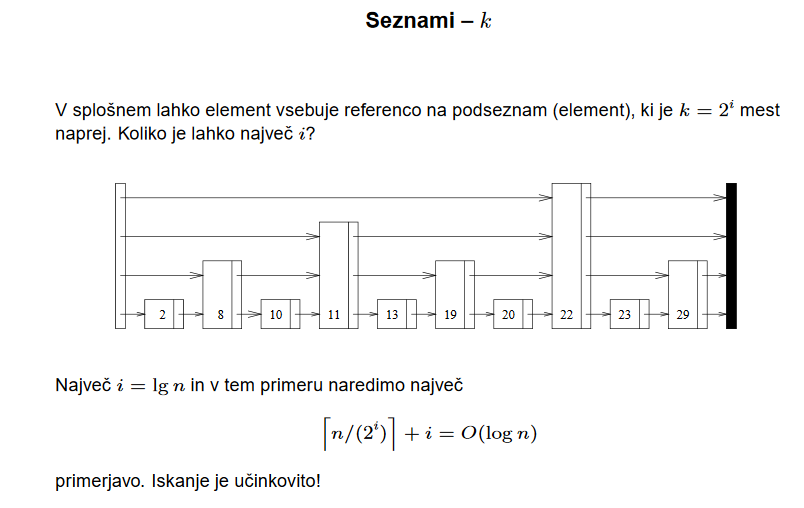 Seznami – k
V splošnem lahko element vsebuje referenco na podseznam (element), ki je k = 2^i mest
naprej. Koliko je lahko največ i?
2 8 10 11 13 19 20 22 23 29
Največ i = lg n in v tem primeru naredimo največ
⌈n/(2^i)⌉ + i = O(log n)
primerjavo. Iskanje je učinkovito!